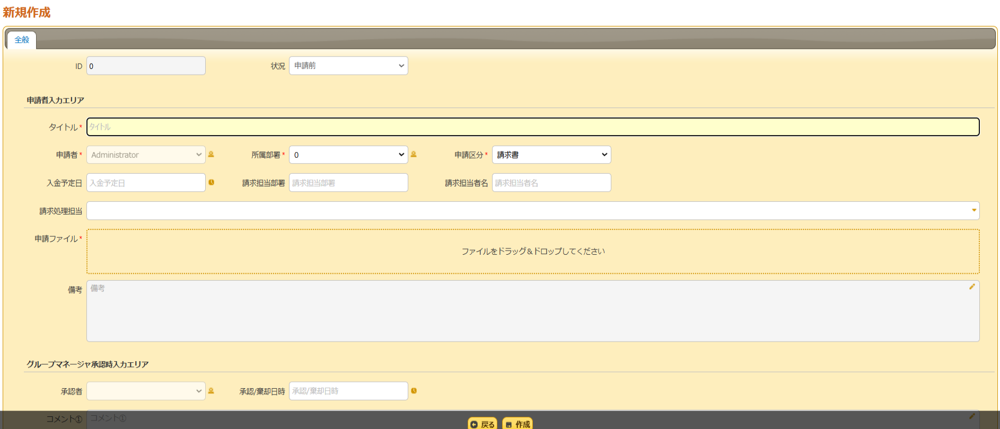 新規作成
全般
ID 0 状況 申請前
申請者入力エリア
タイトル* タイトル
申請者* Administrator 所属部署* 0 申請区分* 請求書
入金予定日 入金予定日 請求担当部署 請求担当部署 請求担当者名 請求担当者名
請求処理担当
申請ファイル* ファイルをドラッグ＆ドロップしてください
備考 備考
グループマネージャ承認時入力エリア
承認者 承認/棄却日時 承認/棄却日時
コメント① コメント①
戻る 作成